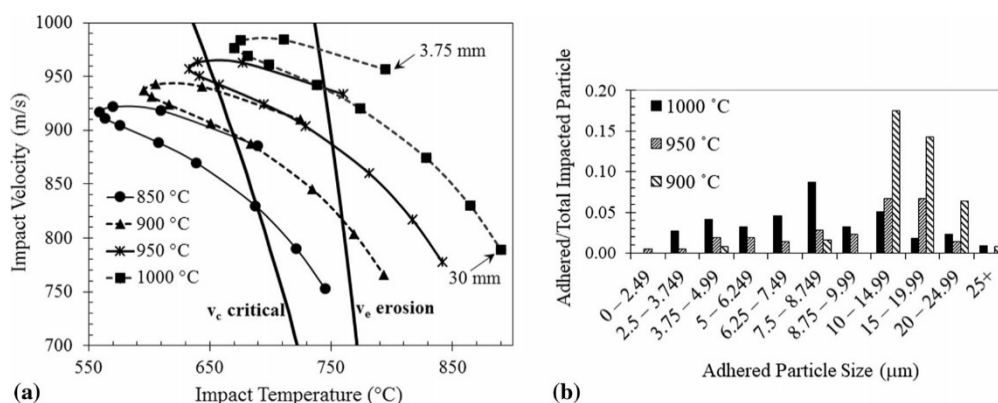 (a)
1000
950
900
850
800
750
700
Impact Velocity (m/s)
3.75 mm
30 mm
850 °C
900 °C
950 °C
1000 °C
v_c critical
v_e erosion
550
650
750
850
Impact Temperature (°C)
(b)
0.20
0.15
0.10
0.05
0.00
Adhered/Total Impacted Particle
1000 ˚C
950 ˚C
900 ˚C
0 – 2.49
2.5 – 3.749
3.75 – 4.99
5 – 6.249
6.25 – 7.49
7.5 – 8.749
8.75 – 9.99
10 – 14.99
15 – 19.99
20 – 24.99
25+
Adhered Particle Size (μm)